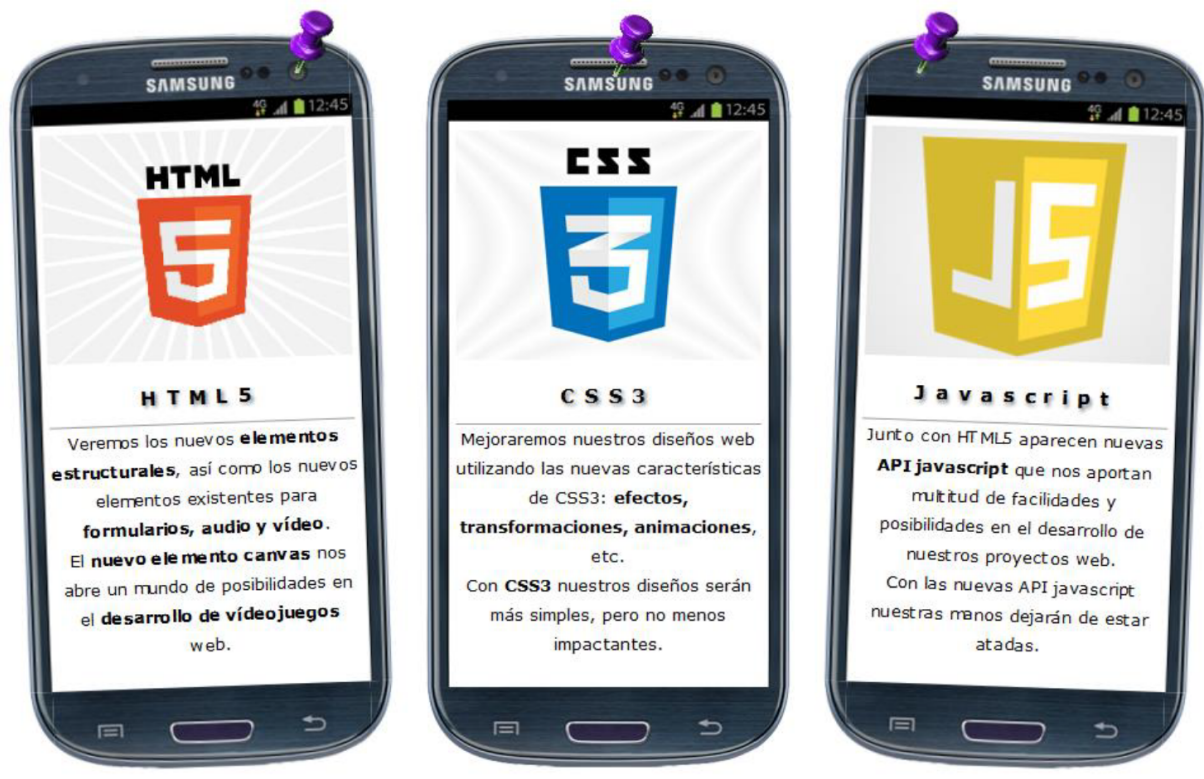 SAMSUNG
4G 12:45
HTML
5
HTML5
Veremos los nuevos elementos
estructurales, así como los nuevos
elementos existentes para
formularios, audio y vídeo.
El nuevo elemento canvas nos
abre un mundo de posibilidades en
el desarrollo de vídeojuegos
web.
SAMSUNG
4G 12:45
CSS
3
CSS3
Mejoraremos nuestros diseños web
utilizando las nuevas características
de CSS3: efectos,
transformaciones, animaciones,
etc.
Con CSS3 nuestros diseños serán
más simples, pero no menos
impactantes.
SAMSUNG
4G 12:45
JS
Javascript
Junto con HTML5 aparecen nuevas
API javascript que nos aportan
multitud de facilidades y
posibilidades en el desarrollo de
nuestros proyectos web.
Con las nuevas API javascript
nuestras manos dejarán de estar
atadas.